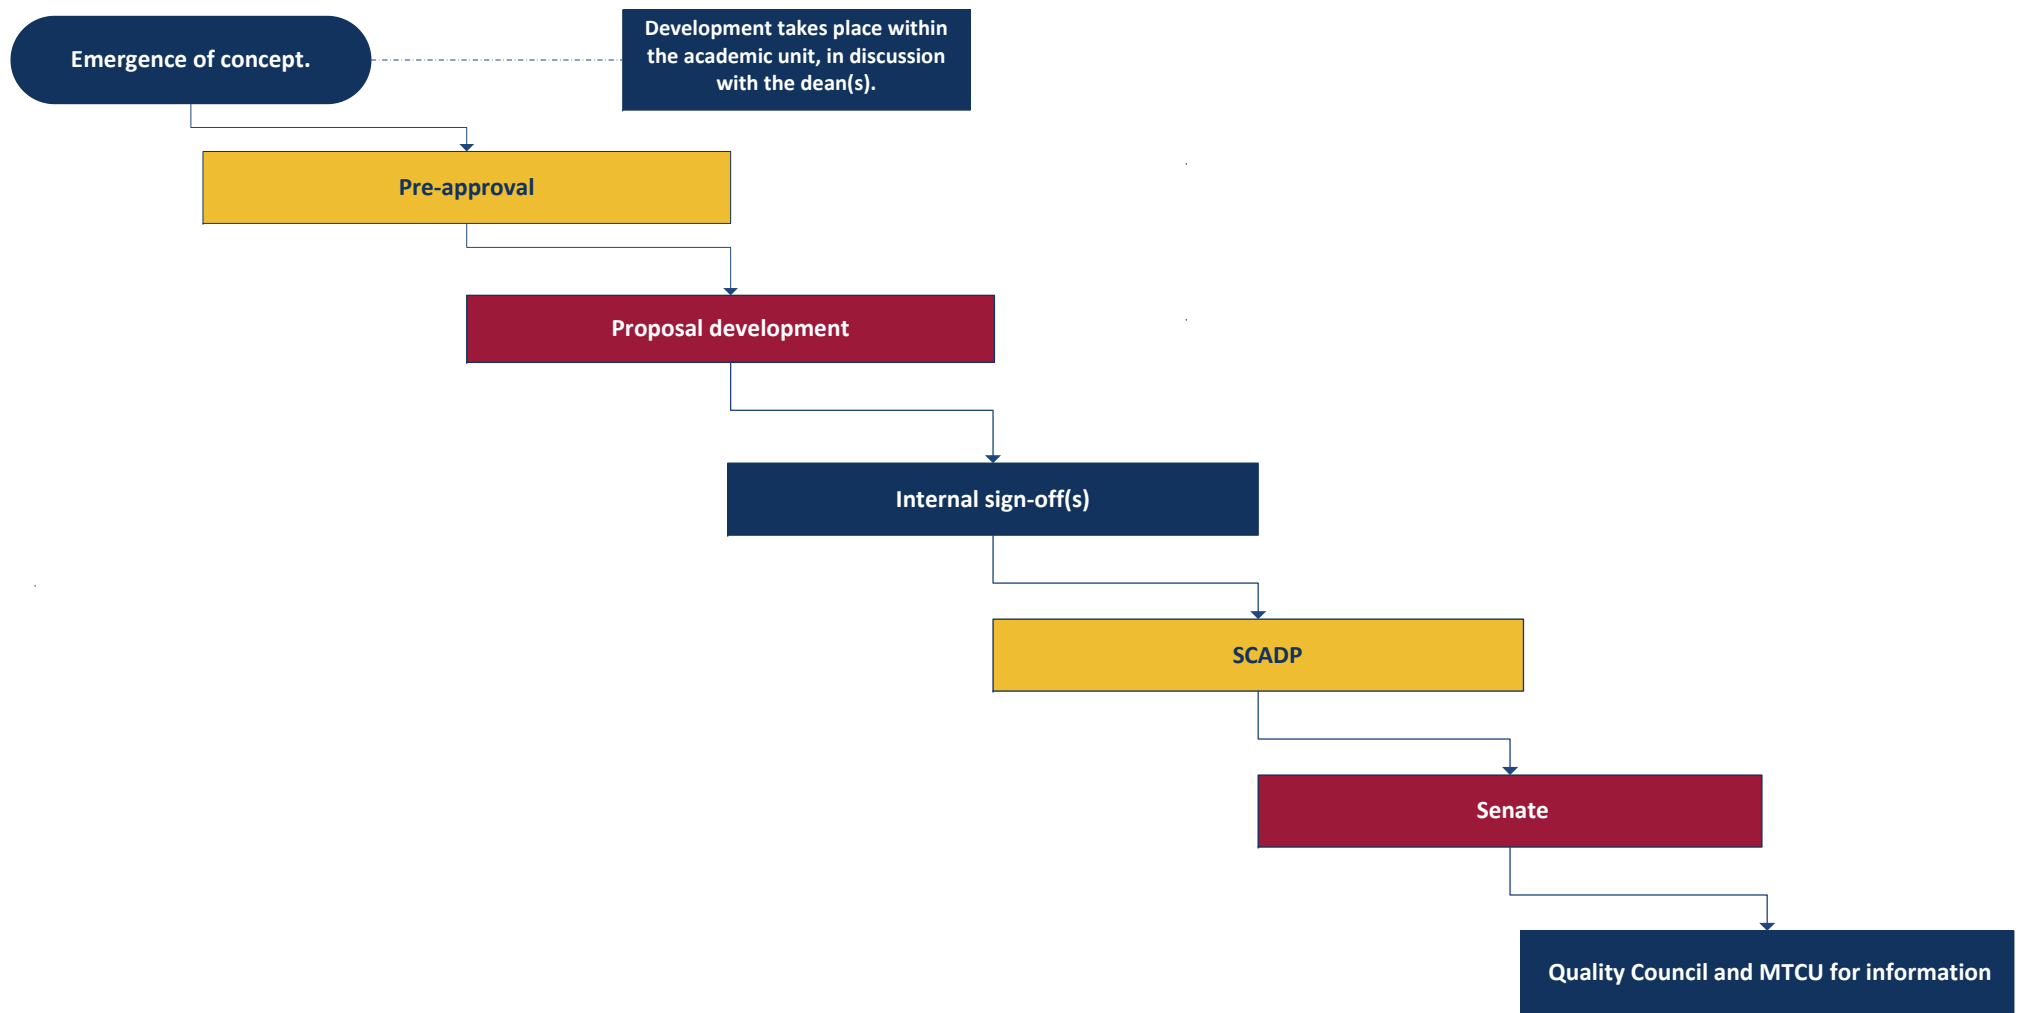 Emergence of concept.
Development takes place within
the academic unit, in discussion
with the dean(s).
Pre-approval
Proposal development
Internal sign-off(s)
SCADP
Senate
Quality Council and MTCU for information